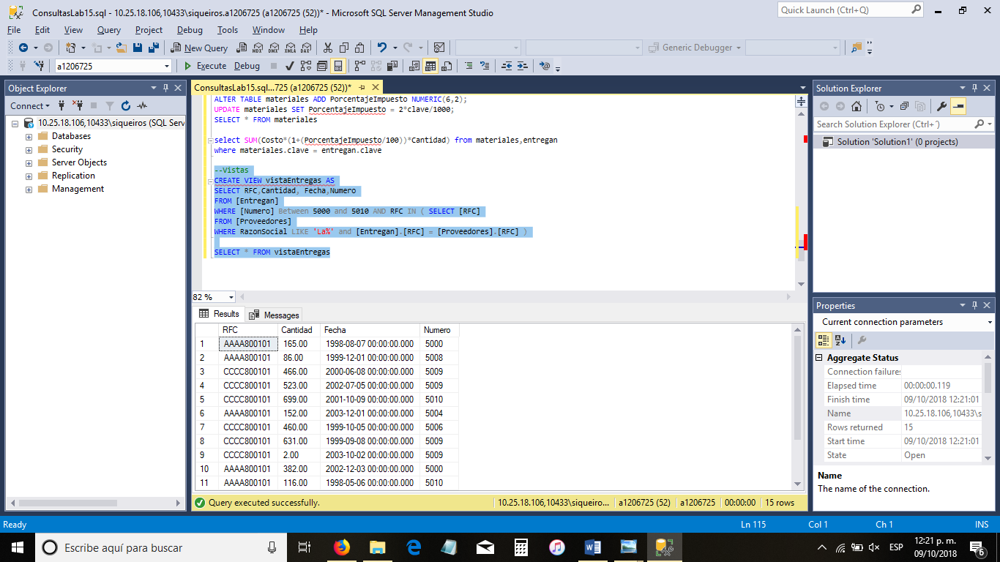 ConsultasLab15.sql - 10.25.18.106,10433\siqueiros.a1206725 (a1206725 (52))* - Microsoft SQL Server Management Studio
Quick Launch (Ctrl+Q)
File Edit View Query Project Debug Tools Window Help
New Query
MDX DMX XMLA DAX
Generic Debugger
a1206725
Execute Debug
Object Explorer
Connect
10.25.18.106,10433\siqueiros (SQL Serv
Databases
Security
Server Objects
Replication
Management
ConsultasLab15.sql...725 (a1206725 (52))*
ALTER TABLE materiales ADD PorcentajeImpuesto NUMERIC(6,2);
UPDATE materiales SET PorcentajeImpuesto = 2*clave/1000;
SELECT * FROM materiales
select SUM(Costo*(1+(PorcentajeImpuesto/100))*Cantidad) from materiales,entregan
where materiales.clave = entregan.clave
--Vistas
CREATE VIEW vistaEntregas AS
SELECT RFC,Cantidad, Fecha,Numero
FROM [Entregan]
WHERE [Numero] Between 5000 and 5010 AND RFC IN ( SELECT [RFC]
FROM [Proveedores]
WHERE RazonSocial LIKE 'La%' and [Entregan].[RFC] = [Proveedores].[RFC] )
SELECT * FROM vistaEntregas
82 %
Results Messages
RFC Cantidad Fecha Numero
1 AAAA800101 165.00 1998-08-07 00:00:00.000 5000
2 AAAA800101 86.00 1999-12-01 00:00:00.000 5008
3 CCCC800101 466.00 2000-06-08 00:00:00.000 5009
4 CCCC800101 523.00 2002-07-05 00:00:00.000 5009
5 CCCC800101 699.00 2001-10-09 00:00:00.000 5010
6 AAAA800101 152.00 2003-12-01 00:00:00.000 5004
7 CCCC800101 460.00 1999-10-05 00:00:00.000 5006
8 CCCC800101 631.00 1999-09-08 00:00:00.000 5009
9 CCCC800101 2.00 2003-10-02 00:00:00.000 5009
10 AAAA800101 382.00 2002-12-03 00:00:00.000 5000
11 AAAA800101 116.00 1998-05-06 00:00:00.000 5010
Query executed successfully.
10.25.18.106,10433\siqueiro... a1206725 (52) a1206725 00:00:00 15 rows
Solution Explorer
Search Solution Explorer (Ctrl+´)
Solution 'Solution1' (0 projects)
Properties
Current connection parameters
Aggregate Status
Connection failures
Elapsed time 00:00:00.119
Finish time 09/10/2018 12:21:01
Name 10.25.18.106,10433\s
Rows returned 15
Start time 09/10/2018 12:21:01
State Open
Name
The name of the connection.
Ready Ln 115 Col 1 Ch 1 INS
Escribe aquí para buscar
ESP
12:21 p. m.
09/10/2018
6